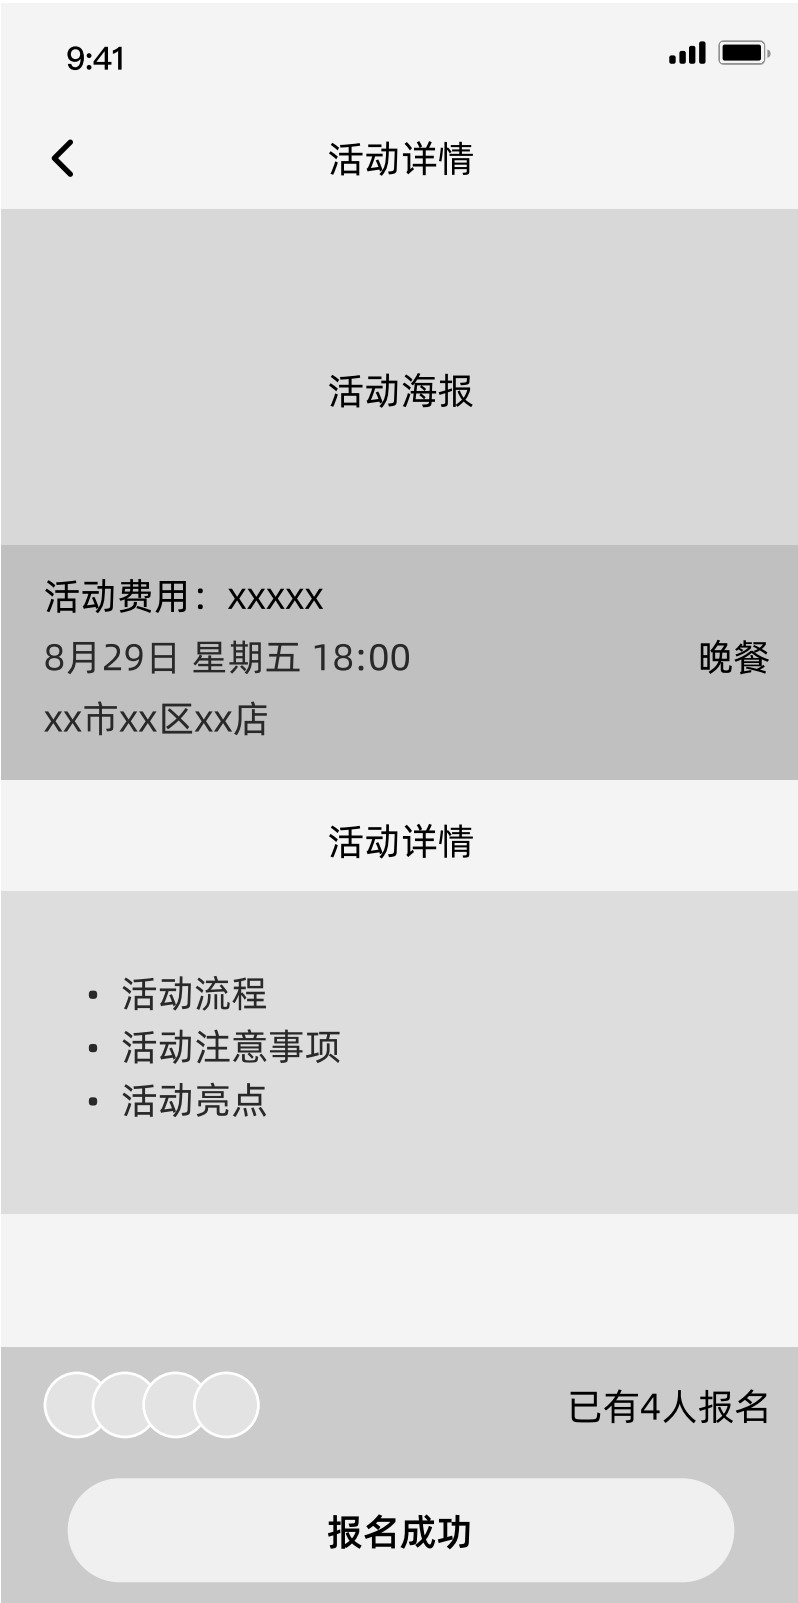 9:41
活动详情
活动海报
活动费用：xxxxx
8月29日 星期五 18:00 晚餐
xx市xx区xx店
活动详情
• 活动流程
• 活动注意事项
• 活动亮点
已有4人报名
报名成功